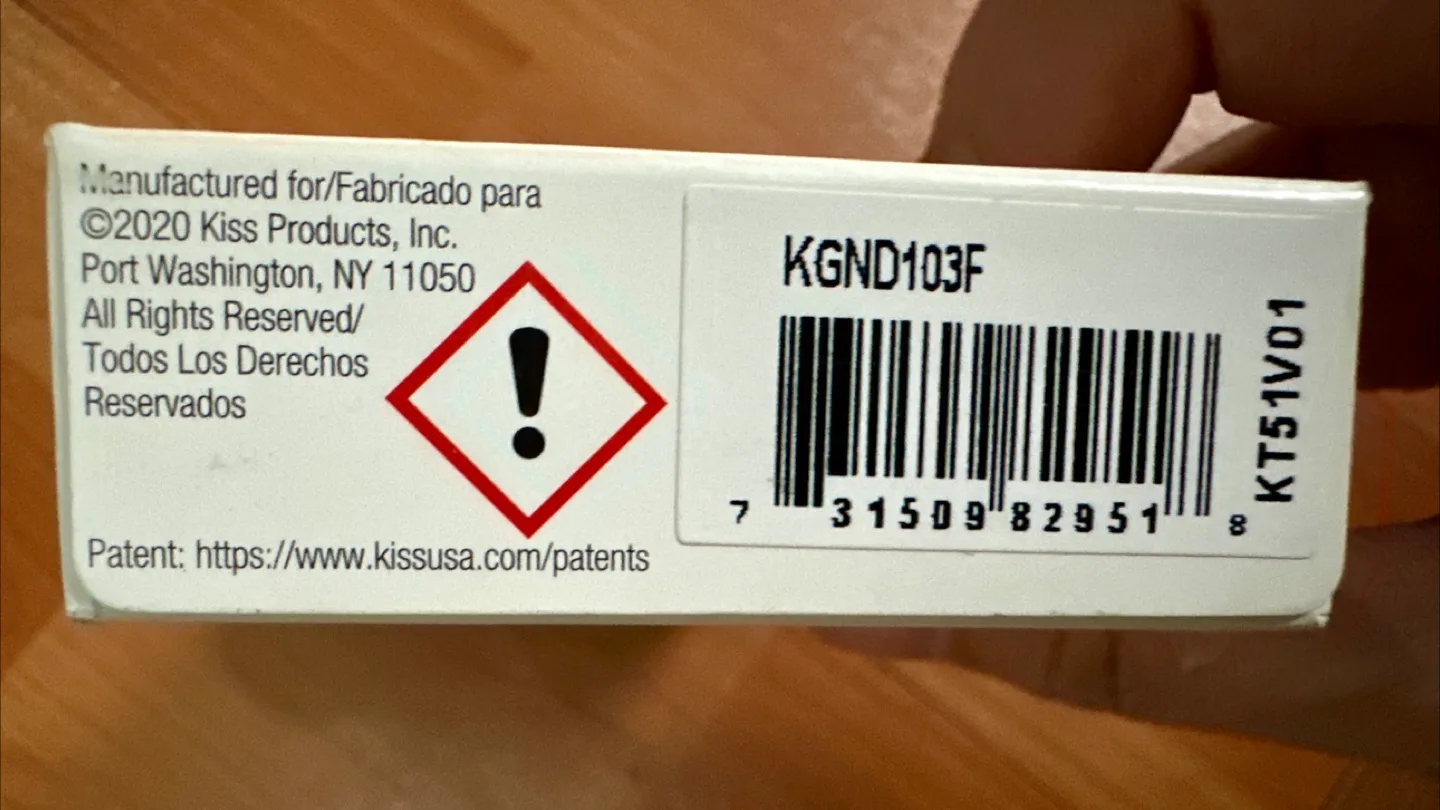 Manufactured for/Fabricado para
©2020 Kiss Products, Inc.
Port Washington, NY 11050
All Rights Reserved/
Todos Los Derechos
Reservados
Patent: https://www.kissusa.com/patents
KGND103F
7 31509 82951 8
KT51V01